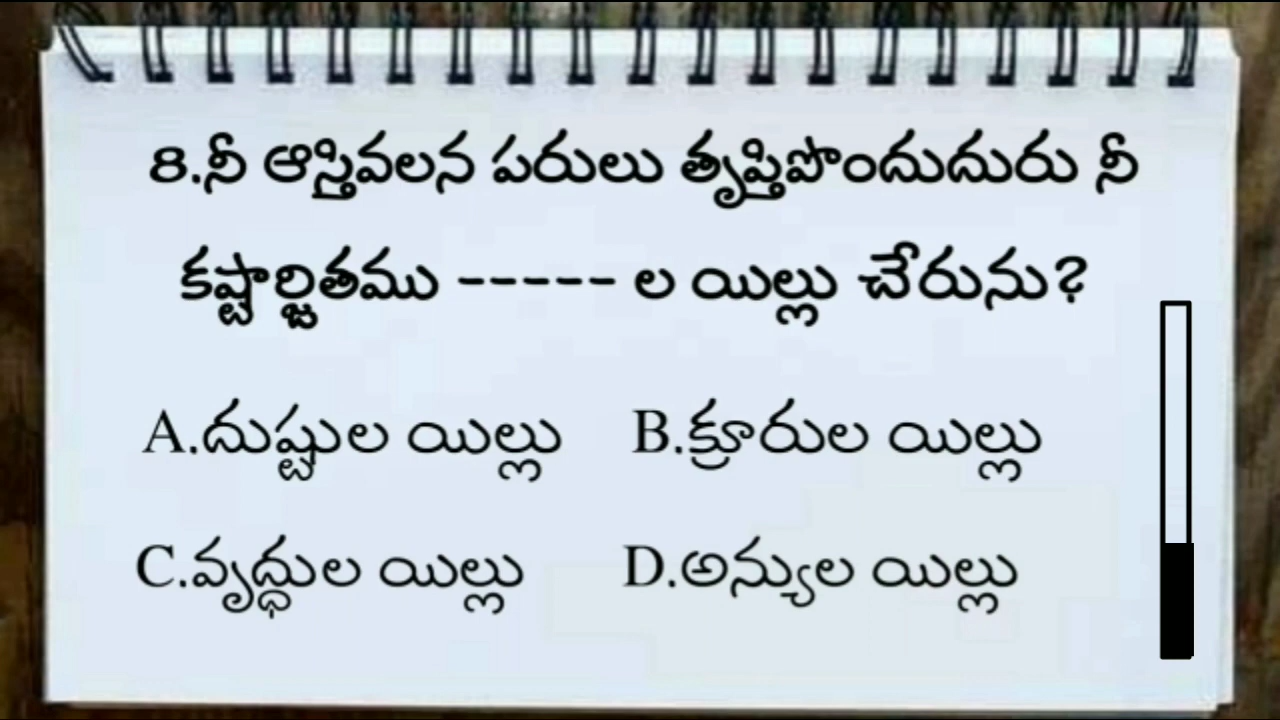 8.నీ ఆస్తివలన పరులు తృప్తిపొందుదురు నీ
కష్టార్జితము ----- ల యిల్లు చేరును?
A.దుష్టుల యిల్లు B.క్రూరుల యిల్లు
C.వృద్ధుల యిల్లు D.అన్యుల యిల్లు